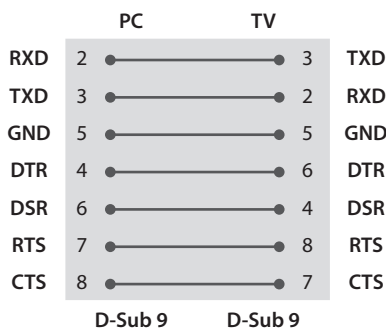 PC TV
RXD 2 3 TXD
TXD 3 2 RXD
GND 5 5 GND
DTR 4 6 DTR
DSR 6 4 DSR
RTS 7 8 RTS
CTS 8 7 CTS
D-Sub 9 D-Sub 9